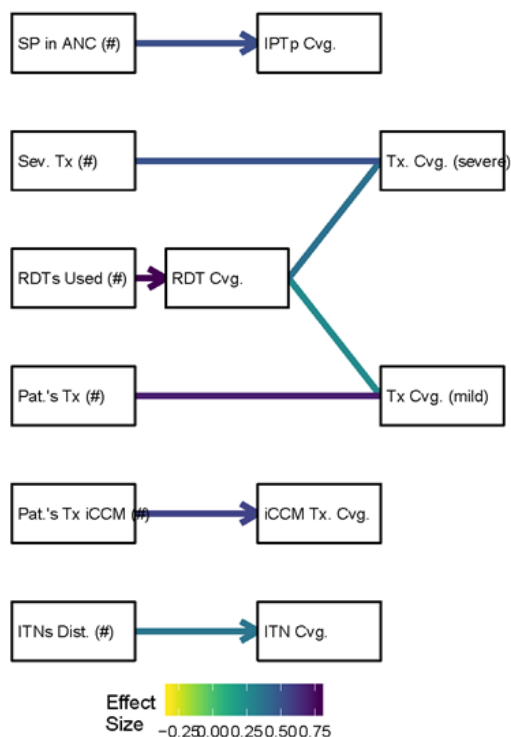 SP in ANC (#) IPTp Cvg.
Sev. Tx (#) Tx. Cvg. (severe)
RDTs Used (#) RDT Cvg.
Pat.'s Tx (#) Tx Cvg. (mild)
Pat.'s Tx iCCM (#) iCCM Tx. Cvg.
ITNs Dist. (#) ITN Cvg.
Effect
Size
−0.25 0.00 0.25 0.50 0.75